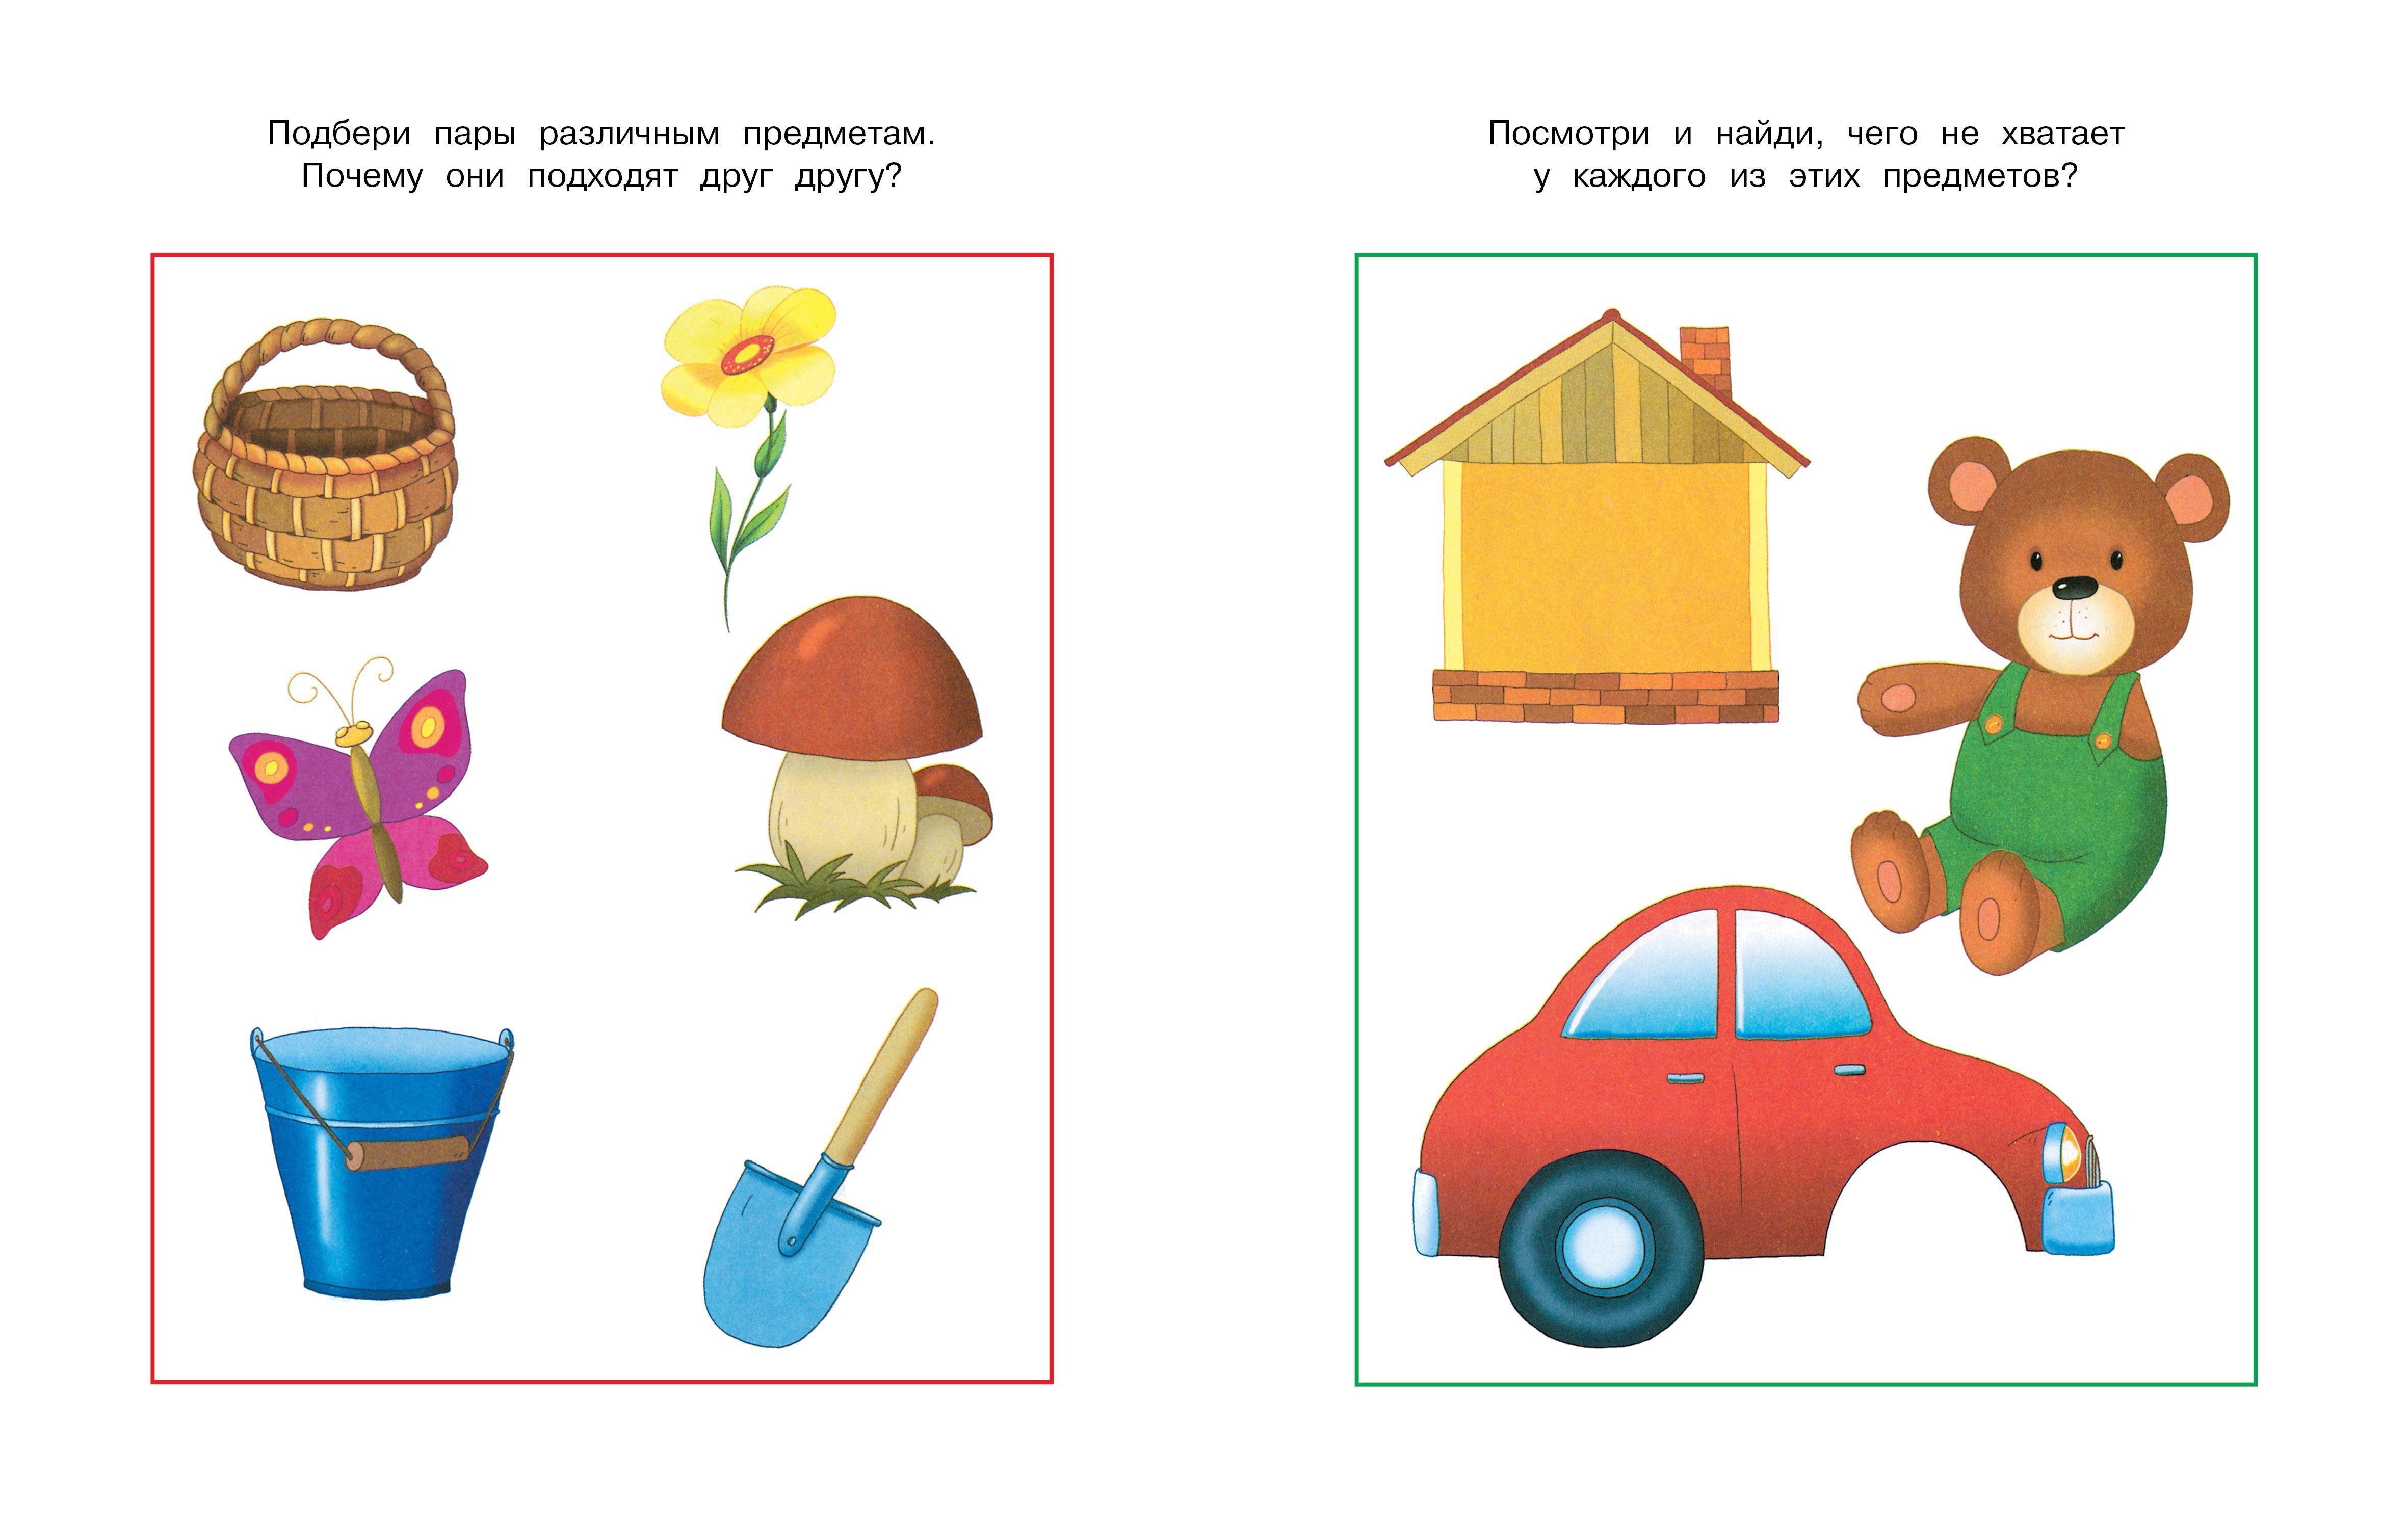 Подбери пары различным предметам.
Почему они подходят друг другу?
Посмотри и найди, чего не хватает
у каждого из этих предметов?